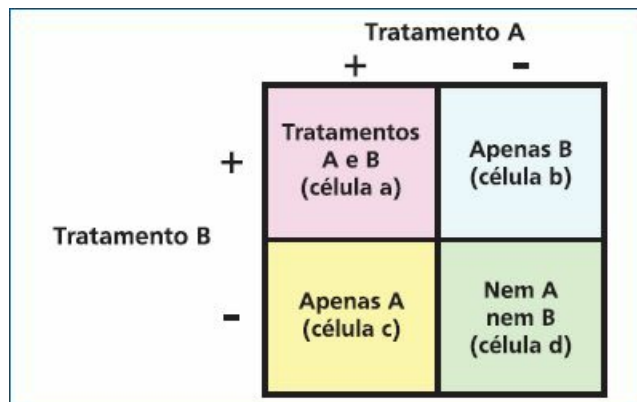 Tratamento A
+ -
Tratamentos
A e B
(célula a)
Apenas B
(célula b)
+
Tratamento B
-
Apenas A
(célula c)
Nem A
nem B
(célula d)